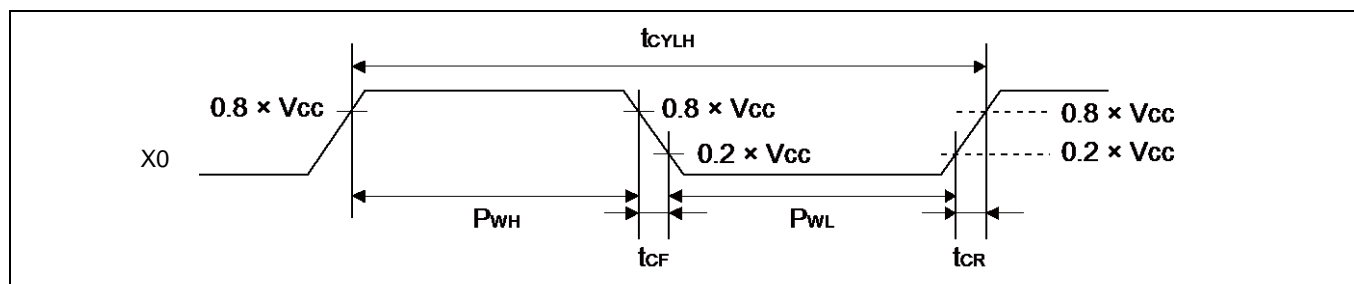 tCYLH
0.8 × Vcc
0.8 × Vcc
0.8 × Vcc
X0
0.2 × Vcc
0.2 × Vcc
PWH
PWL
tCF
tCR